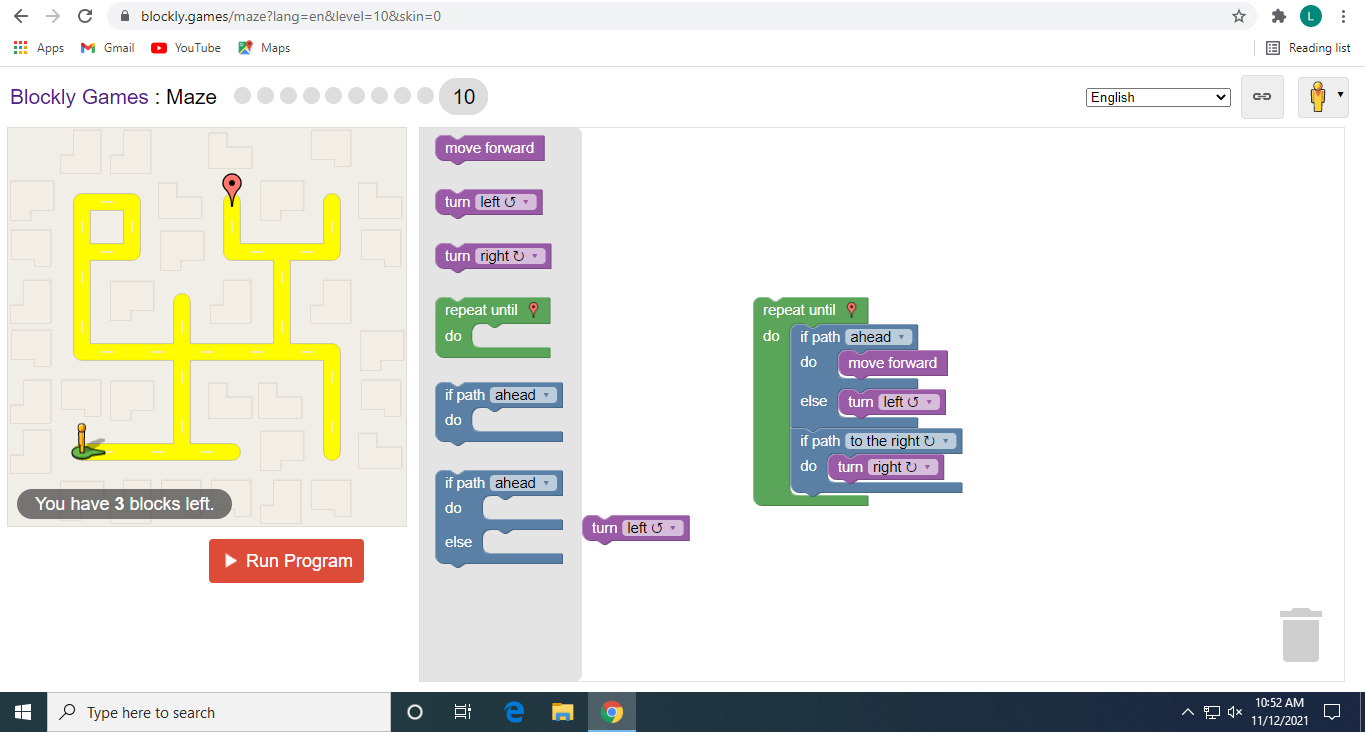 blockly.games/maze?lang=en&level=10&skin=0
L
Apps Gmail YouTube Maps Reading list
Blockly Games : Maze 10 English
move forward
turn left ↺
turn right ↻
repeat until
do
if path ahead
do
if path ahead
do
else
repeat until
do if path ahead
do move forward
else turn left ↺
if path to the right ↻
do turn right ↻
turn left ↺
You have 3 blocks left.
Run Program
Type here to search
10:52 AM
11/12/2021